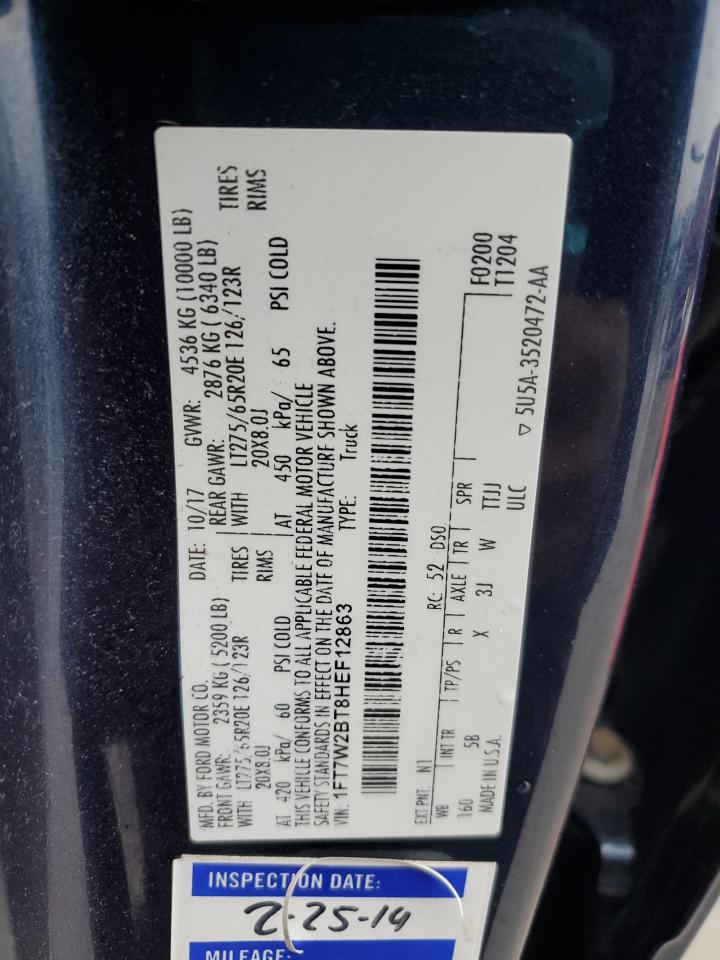 MFD. BY FORD MOTOR CO.
DATE: 10/17 GVWR: 4536 KG (10000 LB)
FRONT GAWR: 2359 KG ( 5200 LB)
REAR GAWR: 2876 KG ( 6340 LB)
WITH LT275/65R20E 126/123R TIRES
WITH LT275/65R20E 126/123R TIRES
20X8.0J RIMS
20X8.0J RIMS
AT 420 kPa/ 60 PSI COLD
AT 450 kPa/ 65 PSI COLD
THIS VEHICLE CONFORMS TO ALL APPLICABLE FEDERAL MOTOR VEHICLE
SAFETY STANDARDS IN EFFECT ON THE DATE OF MANUFACTURE SHOWN ABOVE.
VIN: 1FT7W2BT8HEF12863 TYPE: Truck
EXT PNT: N1 RC: 52 DSO: F0200
WB INT TR TP/PS R AXLE TR SPR T1204
160 5B X 3J W TTJJ
MADE IN U.S.A. ULC
▽ 5U5A-3520472-AA
INSPECTION DATE:
2-25-19
MILEAGE: